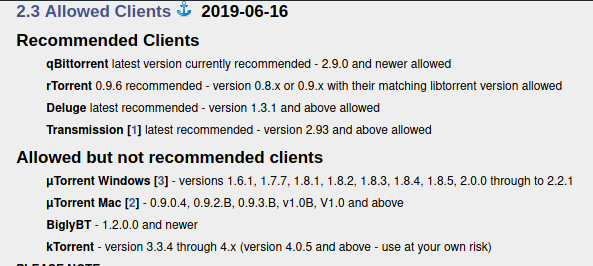 2.3 Allowed Clients ⚓ 2019-06-16
Recommended Clients
qBittorrent latest version currently recommended - 2.9.0 and newer allowed
rTorrent 0.9.6 recommended - version 0.8.x or 0.9.x with their matching libtorrent version allowed
Deluge latest recommended - version 1.3.1 and above allowed
Transmission [1] latest recommended - version 2.93 and above allowed
Allowed but not recommended clients
µTorrent Windows [3] - versions 1.6.1, 1.7.7, 1.8.1, 1.8.2, 1.8.3, 1.8.4, 1.8.5, 2.0.0 through to 2.2.1
µTorrent Mac [2] - 0.9.0.4, 0.9.2.B, 0.9.3.B, v1.0B, V1.0 and above
BiglyBT - 1.2.0.0 and newer
kTorrent - version 3.3.4 through 4.x (version 4.0.5 and above - use at your own risk)
PLEASE NOTE